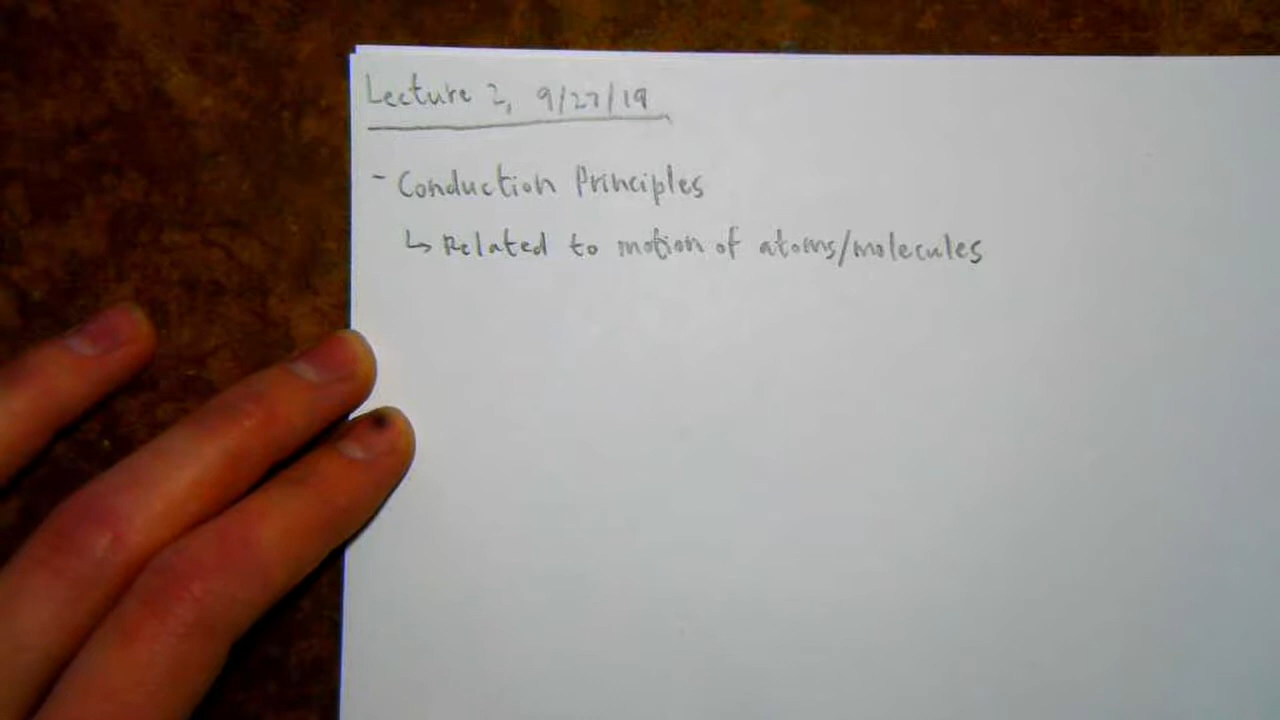 Lecture 2, 9/27/19
- Conduction Principles
↳ Related to motion of atoms/molecules